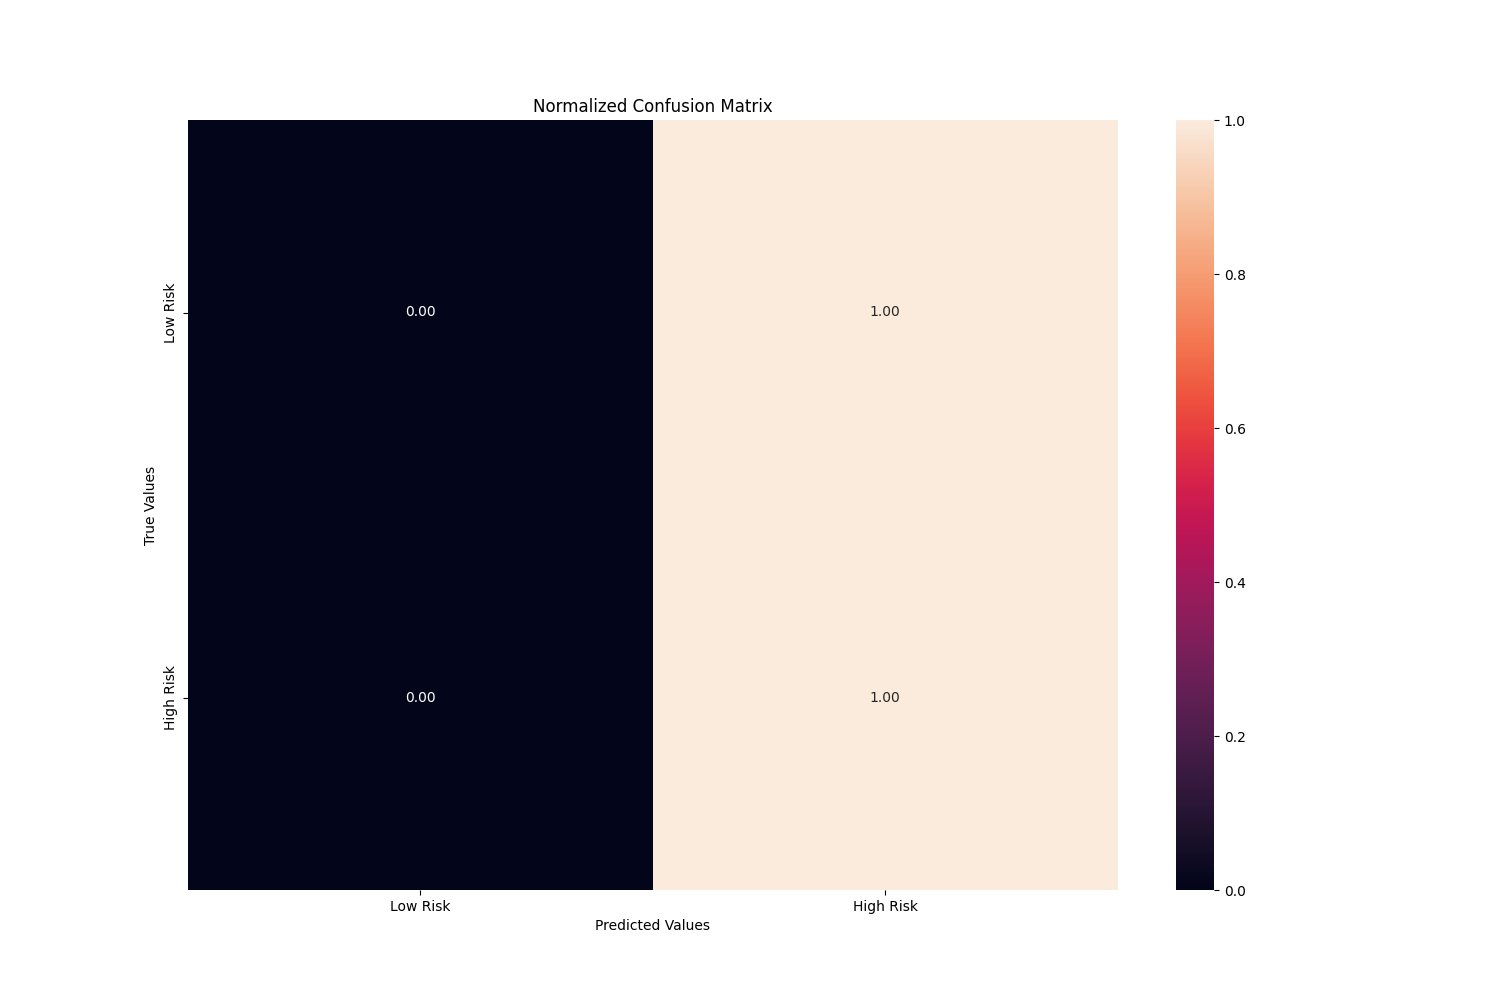 Normalized Confusion Matrix
True Values
Low Risk
High Risk
0.00
1.00
0.00
1.00
Low Risk
High Risk
Predicted Values
1.0
0.8
0.6
0.4
0.2
0.0